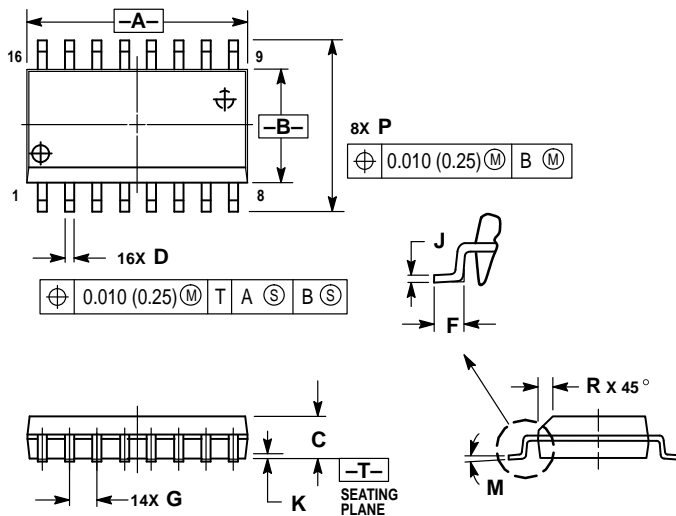 –A–
16
9
–B–
8X P
⌖ 0.010 (0.25) Ⓜ B Ⓜ
1
8
16X D
⌖ 0.010 (0.25) Ⓜ T A Ⓢ B Ⓢ
J
F
R X 45°
C
–T–
SEATING
PLANE
14X G
K
M